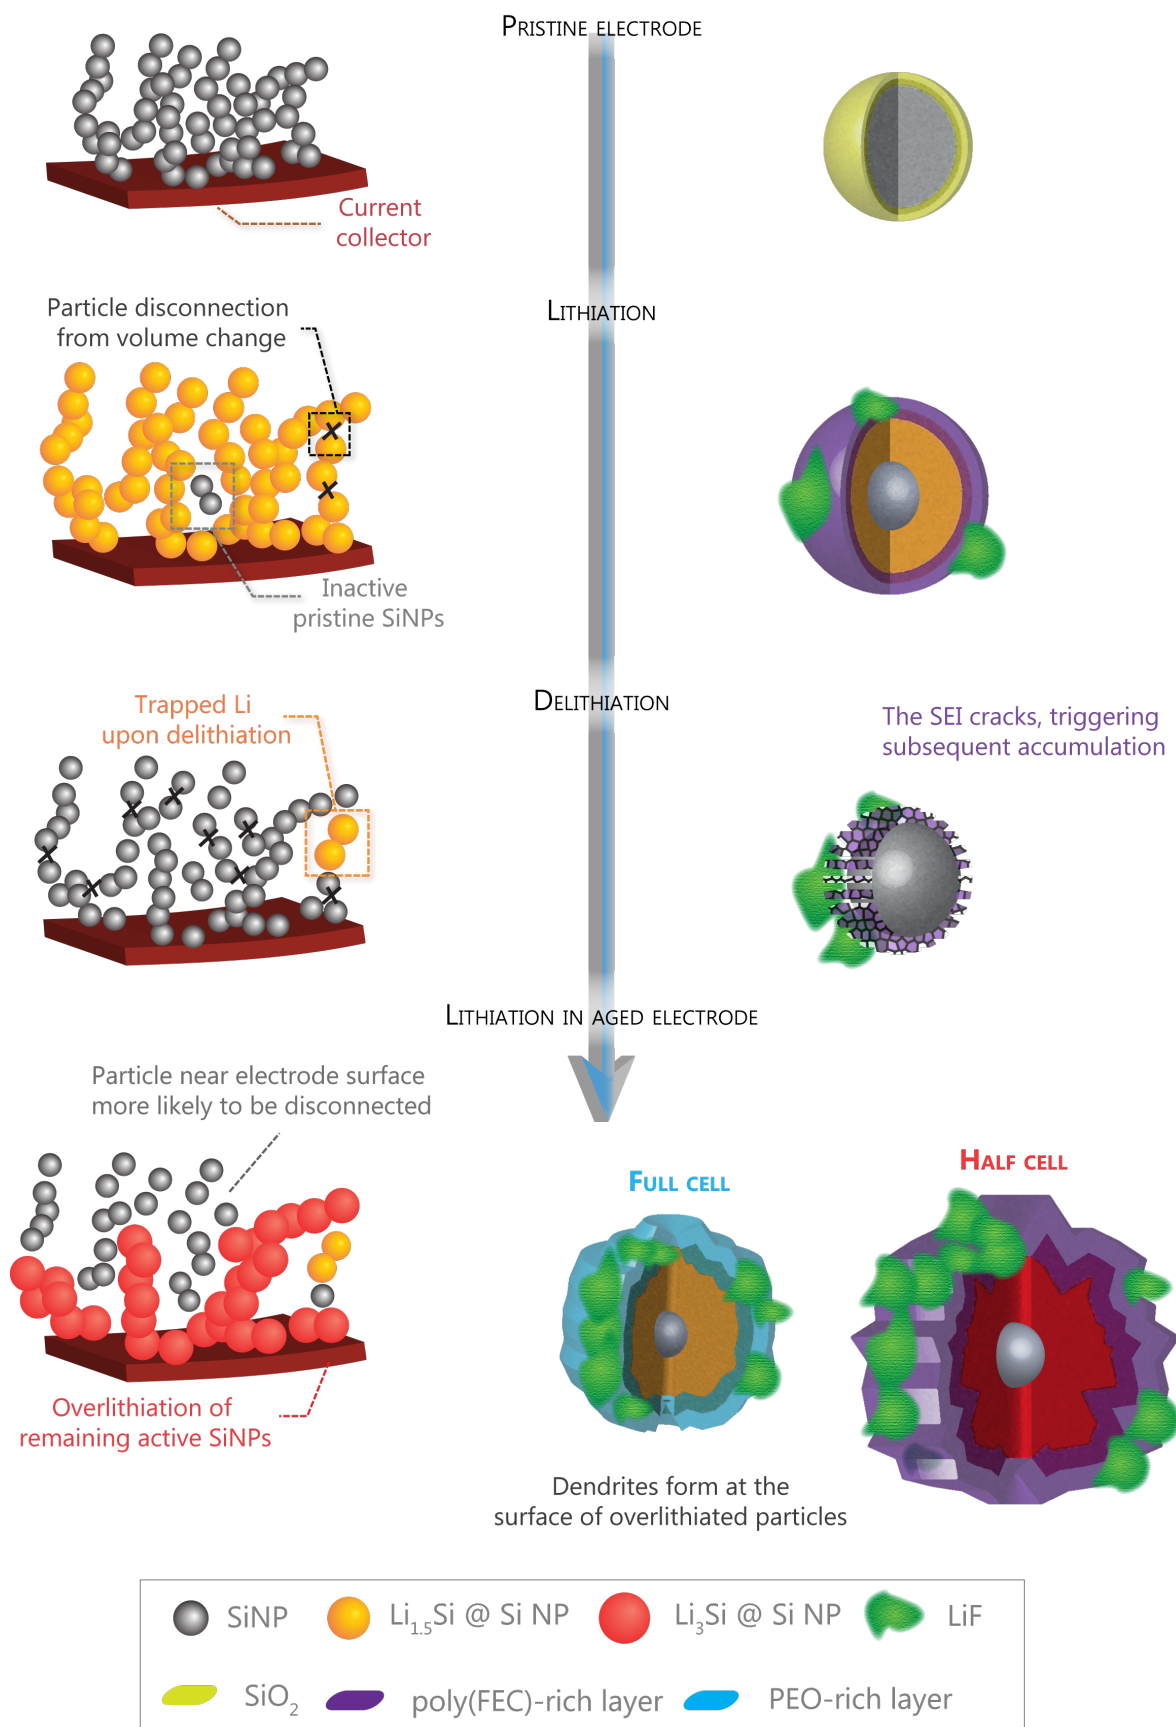 PRISTINE ELECTRODE
Current
collector
Particle disconnection
from volume change
LITHIATION
Inactive
pristine SiNPs
Trapped Li
upon delithiation
DELITHIATION
The SEI cracks, triggering
subsequent accumulation
LITHIATION IN AGED ELECTRODE
Particle near electrode surface
more likely to be disconnected
FULL CELL
HALF CELL
Overlithiation of
remaining active SiNPs
Dendrites form at the
surface of overlithiated particles
SiNP
Li1.5Si @ Si NP
Li3Si @ Si NP
LiF
SiO2
poly(FEC)-rich layer
PEO-rich layer